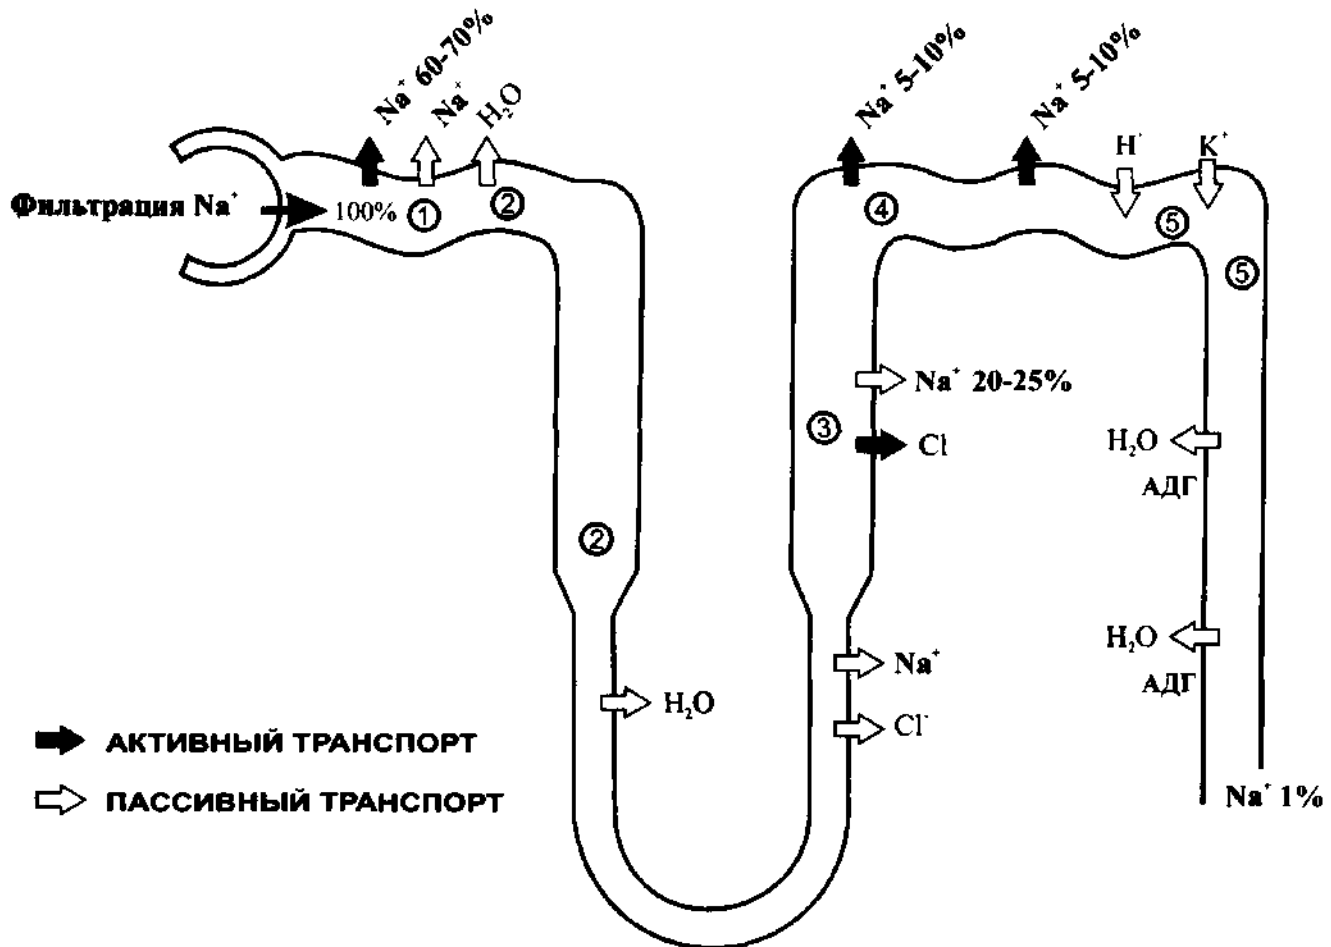 Na⁺ 60-70%
Na⁺
H₂O
Na⁺ 5-10%
Na⁺ 5-10%
H⁺
K⁺
Фильтрация Na⁺
100%
①
②
④
⑤
⑤
Na⁺ 20-25%
③
Cl
H₂O
АДГ
②
H₂O
АДГ
Na⁺
H₂O
Cl⁻
АКТИВНЫЙ ТРАНСПОРТ
ПАССИВНЫЙ ТРАНСПОРТ
Na⁺ 1%